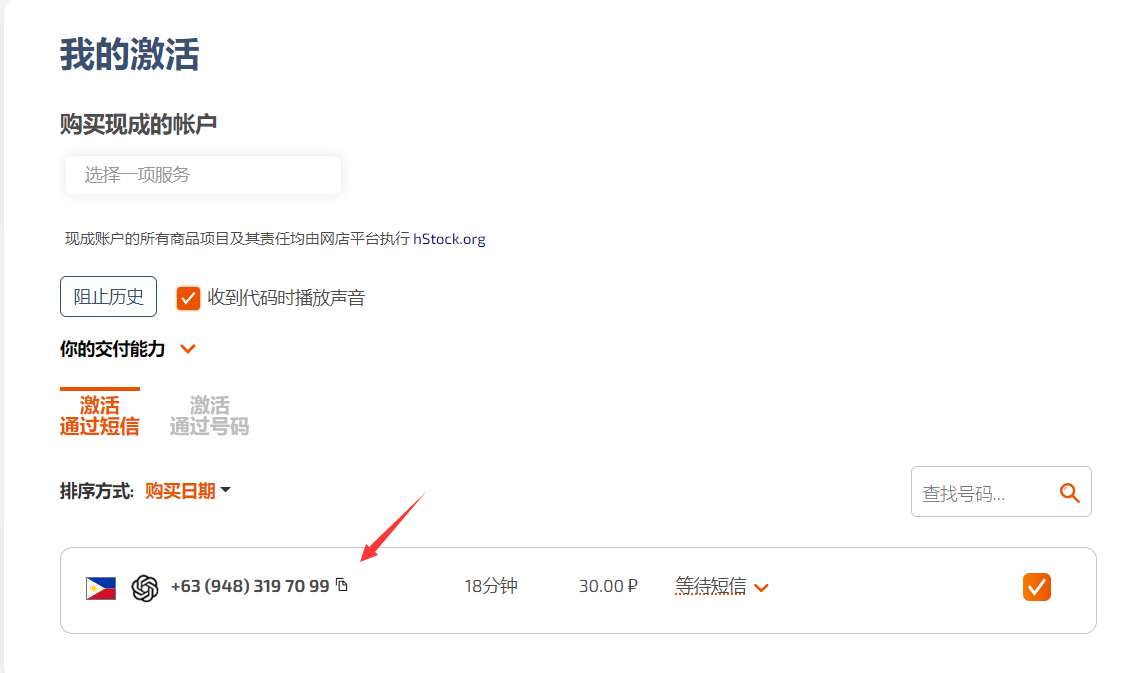 我的激活
购买现成的帐户
选择一项服务
现成账户的所有商品项目及其责任均由网店平台执行 hStock.org
阻止历史 收到代码时播放声音
你的交付能力
激活 激活
通过短信 通过号码
排序方式: 购买日期 查找号码...
+63 (948) 319 70 99 18分钟 30.00 ₽ 等待短信